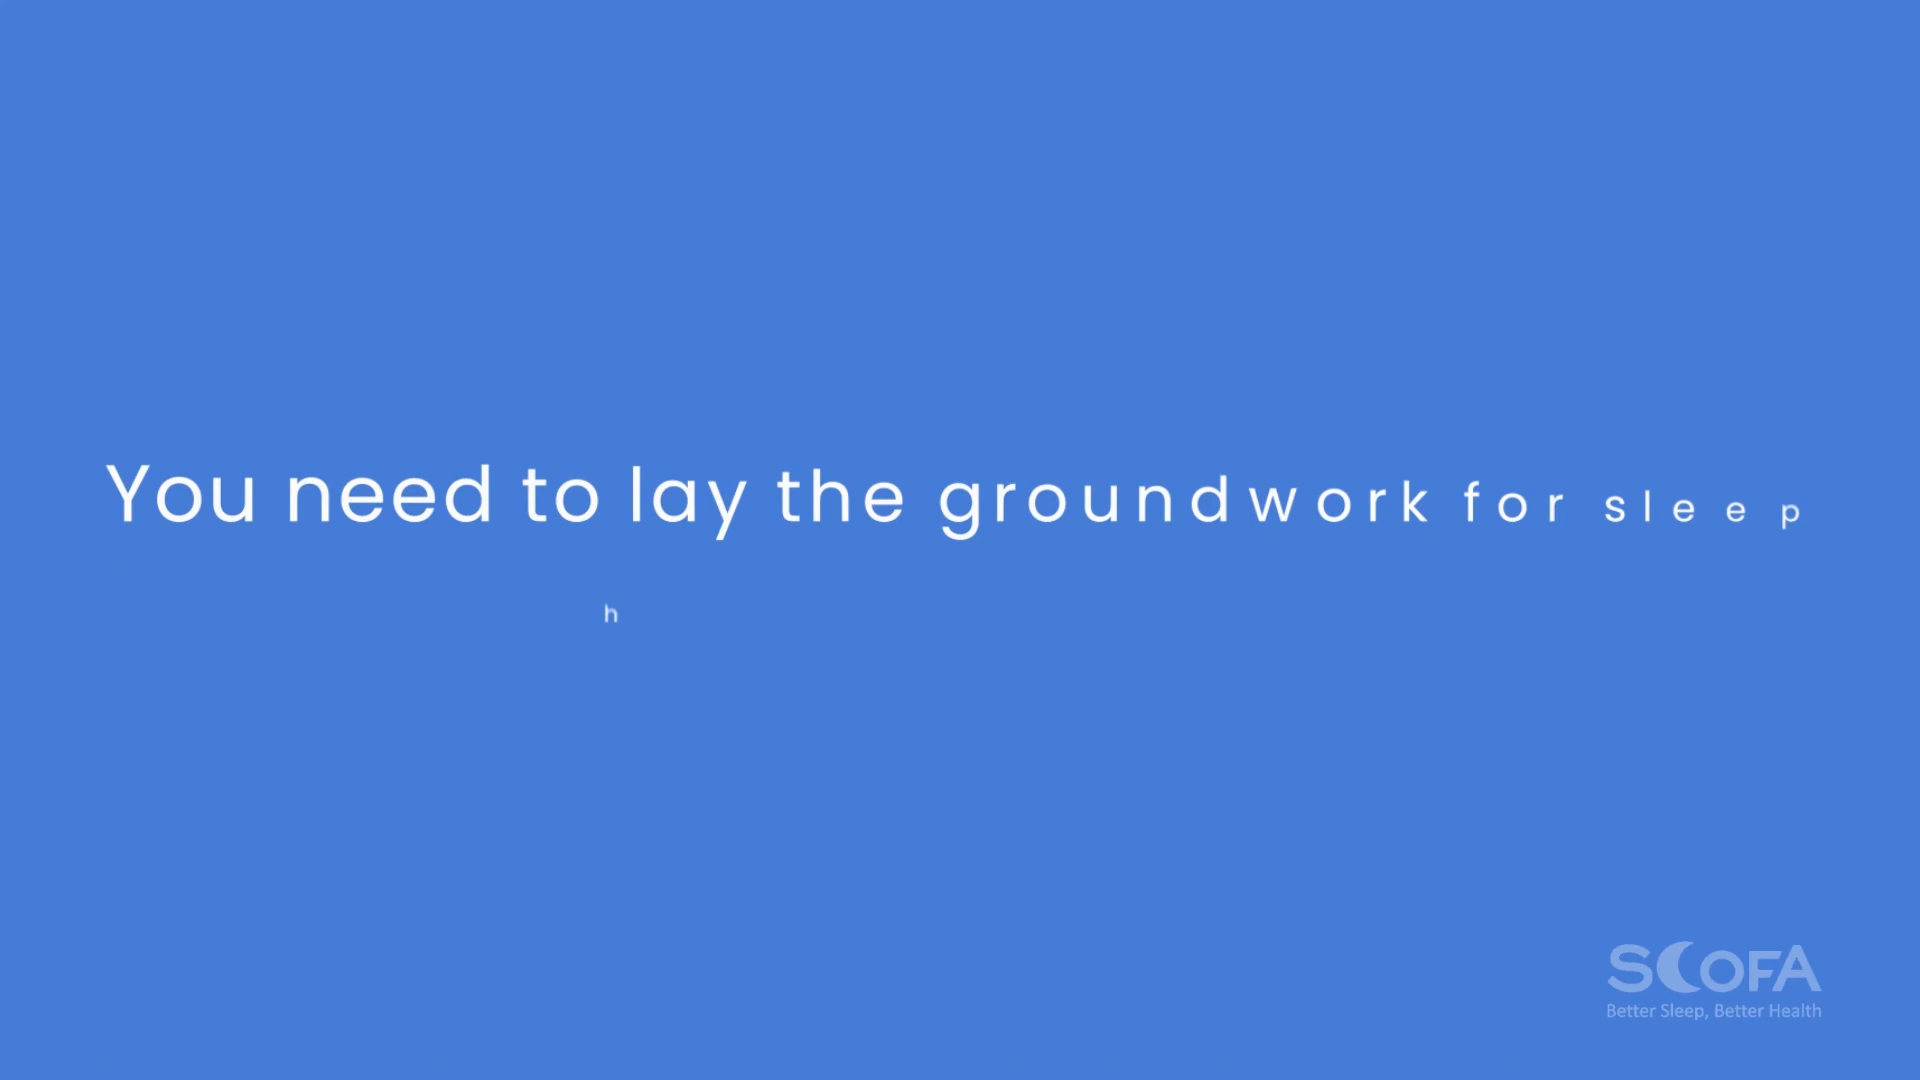 You need to lay the groundwork for sleep
h
SCOFA
Better Sleep, Better Health